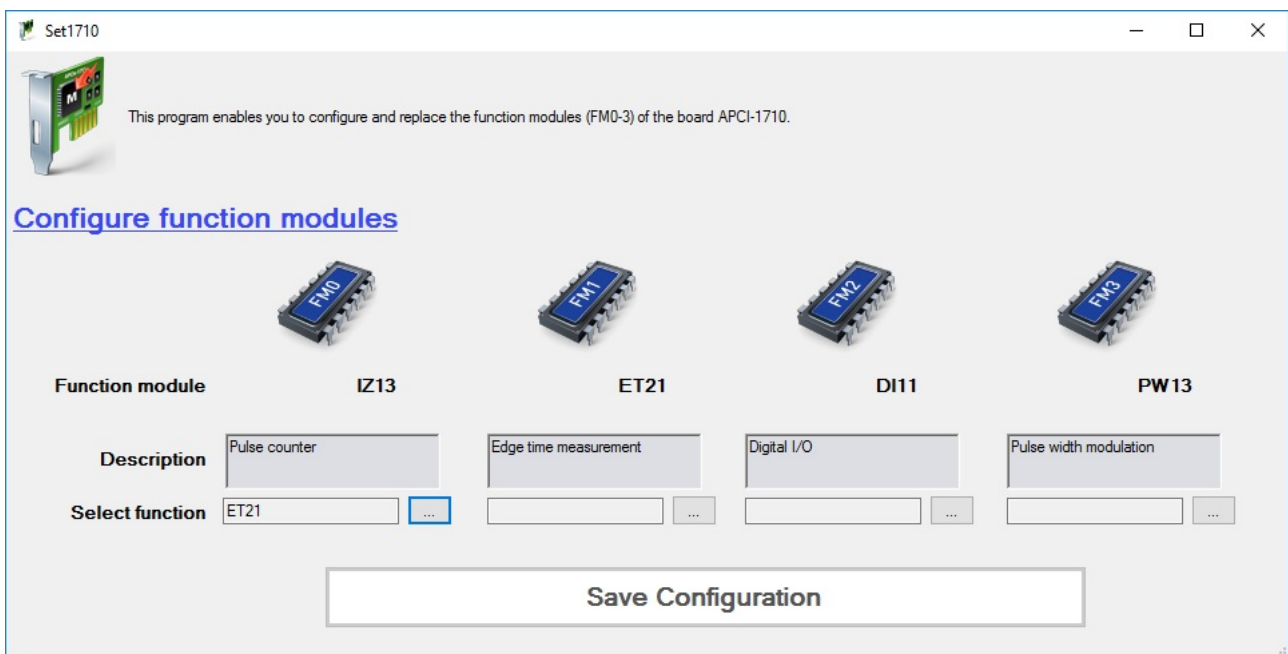 Set1710
M
This program enables you to configure and replace the function modules (FM0-3) of the board APCI-1710.
Configure function modules
FM0 FM1 FM2 FM3
Function module IZ13 ET21 DI11 PW13
Description Pulse counter Edge time measurement Digital I/O Pulse width modulation
Select function ET21 ... ... ... ...
Save Configuration